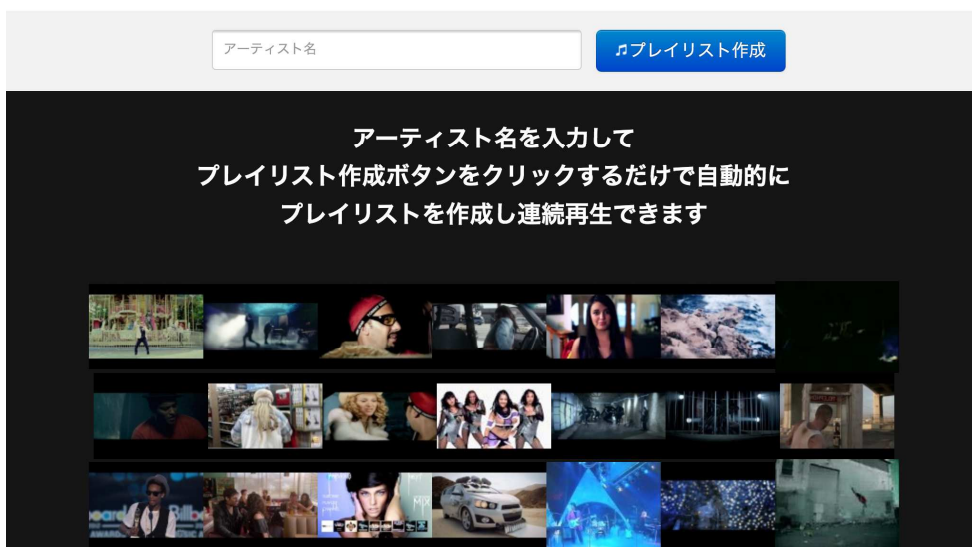 アーティスト名
♫プレイリスト作成
アーティスト名を入力して
プレイリスト作成ボタンをクリックするだけで自動的に
プレイリストを作成し連続再生できます